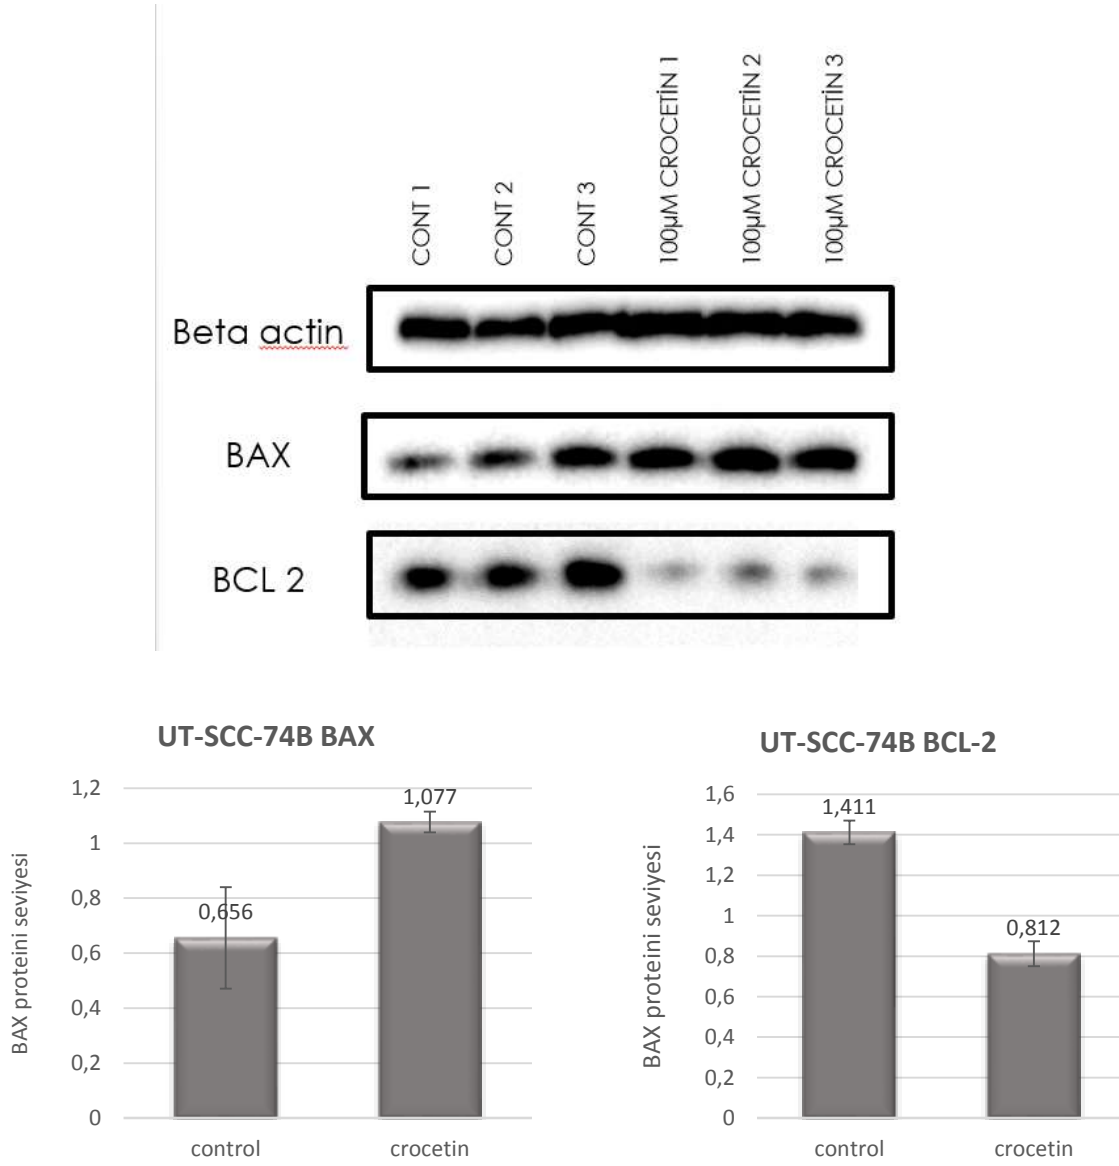 CONT 1
CONT 2
CONT 3
100µM CROCETİN 1
100µM CROCETİN 2
100µM CROCETİN 3
Beta actin
BAX
BCL 2
UT-SCC-74B BAX
BAX proteini seviyesi
1,2
1
0,8
0,6
0,4
0,2
0
0,656
1,077
control
crocetin
UT-SCC-74B BCL-2
BAX proteini seviyesi
1,6
1,4
1,2
1
0,8
0,6
0,4
0,2
0
1,411
0,812
control
crocetin